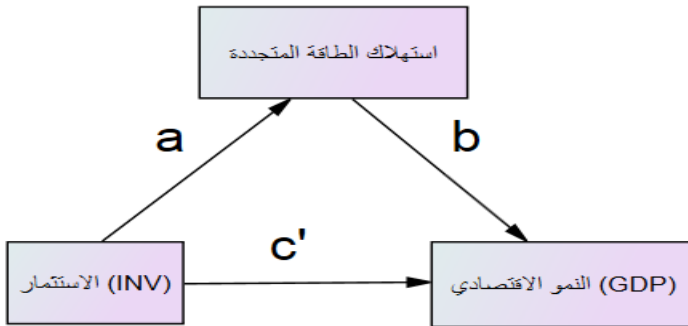 استهلاك الطاقة المتجددة
a
b
c'
الاستثمار (INV)
النمو الاقتصادي (GDP)